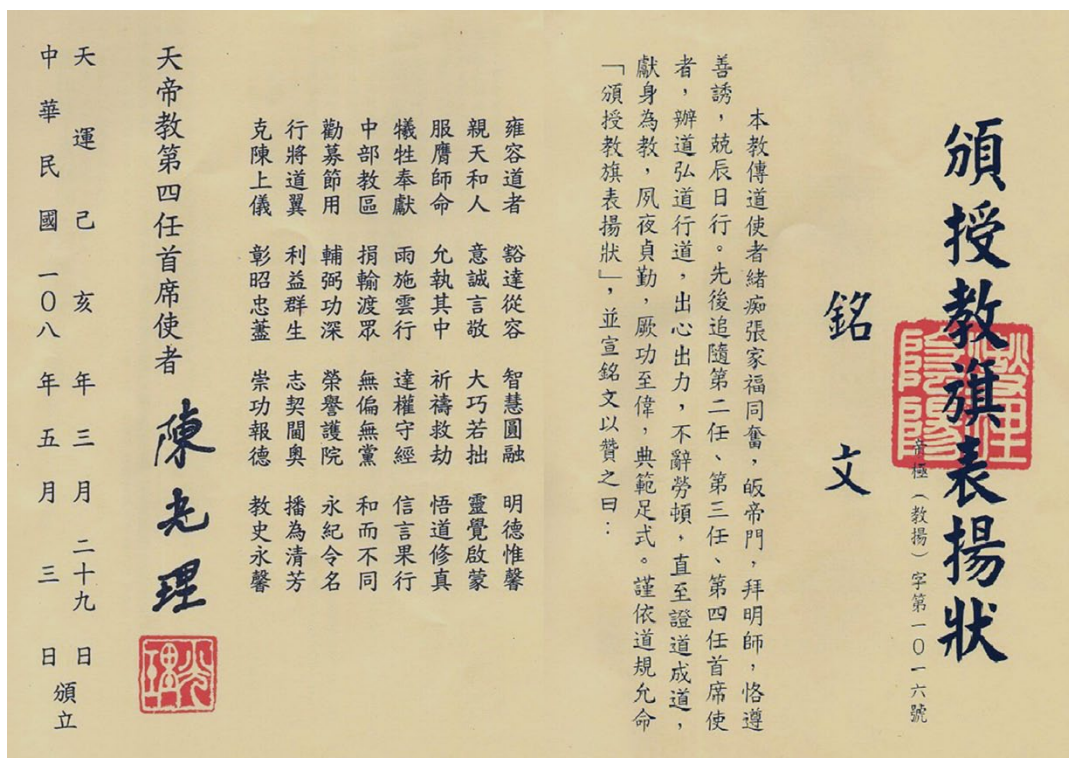 頒授教旗表揚狀
燮理陰陽
帝極（教揚）字第一0一六號
銘文
本教傳道使者緒痴張家福同奮，皈帝門，拜明師，恪遵
善誘，兢辰日行。先後追隨第二任、第三任、第四任首席使
者，辦道弘道行道，出心出力，不辭勞頓，直至證道成道，
獻身為教，夙夜貞勤，厥功至偉，典範足式。謹依道規允命
「頒授教旗表揚狀」，並宣銘文以贊之曰：
雍容道者　豁達從容　智慧圓融　明德惟馨
親天和人　意誠言敬　大巧若拙　靈覺啟蒙
服膺師命　允執其中　祈禱救劫　悟道修真
犧牲奉獻　雨施雲行　達權守經　信言果行
中部教區　捐輸渡眾　無偏無黨　和而不同
勸募節用　輔弼功深　榮譽護院　永紀令名
行將道翼　利益群生　志契閫奧　播為清芳
克陳上儀　彰昭忠藎　崇功報德　教史永馨
天帝教第四任首席使者　陳光理
光理
天運己亥年三月二十九日
中華民國一0八年五月三日
頒立